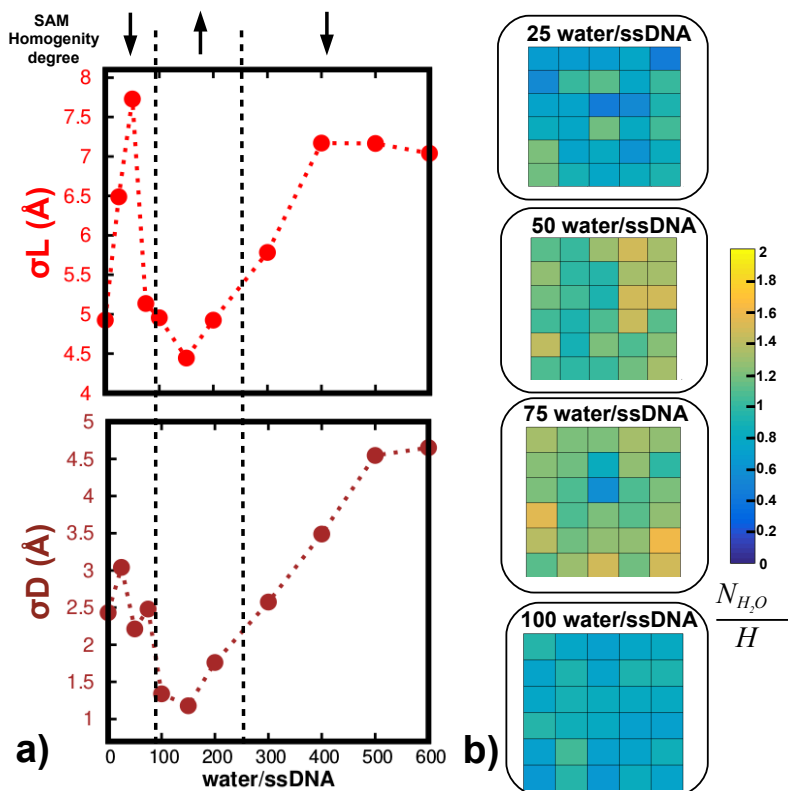 SAM
Homogenity
degree
8
7.5
7
6.5
6
5.5
5
4.5
4
σL (Å)
5
4.5
4
3.5
3
2.5
2
1.5
1
σD (Å)
0 100 200 300 400 500 600
water/ssDNA
a)
25 water/ssDNA
50 water/ssDNA
75 water/ssDNA
100 water/ssDNA
2
1.8
1.6
1.4
1.2
1
0.8
0.6
0.4
0.2
0
N_{H₂O}
H
b)